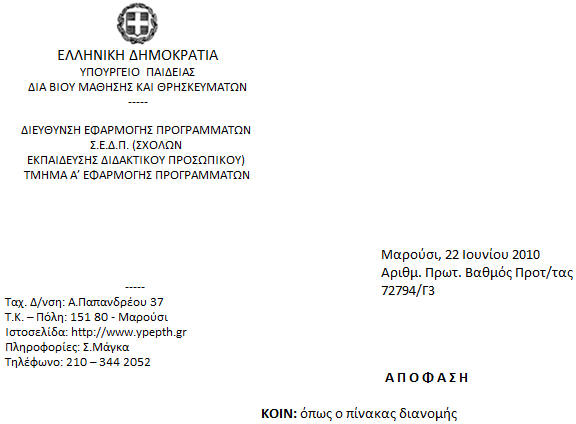 ΕΛΛΗΝΙΚΗ ΔΗΜΟΚΡΑΤΙΑ
ΥΠΟΥΡΓΕΙΟ ΠΑΙΔΕΙΑΣ
ΔΙΑ ΒΙΟΥ ΜΑΘΗΣΗΣ ΚΑΙ ΘΡΗΣΚΕΥΜΑΤΩΝ
-----
ΔΙΕΥΘΥΝΣΗ ΕΦΑΡΜΟΓΗΣ ΠΡΟΓΡΑΜΜΑΤΩΝ
Σ.Ε.Δ.Π. (ΣΧΟΛΩΝ
ΕΚΠΑΙΔΕΥΣΗΣ ΔΙΔΑΚΤΙΚΟΥ ΠΡΟΣΩΠΙΚΟΥ)
ΤΜΗΜΑ Α’ ΕΦΑΡΜΟΓΗΣ ΠΡΟΓΡΑΜΜΑΤΩΝ
Μαρούσι, 22 Ιουνίου 2010
Αριθμ. Πρωτ. Βαθμός Προτ/τας
72794/Γ3
-----
Ταχ. Δ/νση: Α.Παπανδρέου 37
Τ.Κ. – Πόλη: 151 80 - Μαρούσι
Ιστοσελίδα: http://www.ypepth.gr
Πληροφορίες: Σ.Μάγκα
Τηλέφωνο: 210 – 344 2052
Α Π Ο Φ Α Σ Η
ΚΟΙΝ: όπως ο πίνακας διανομής